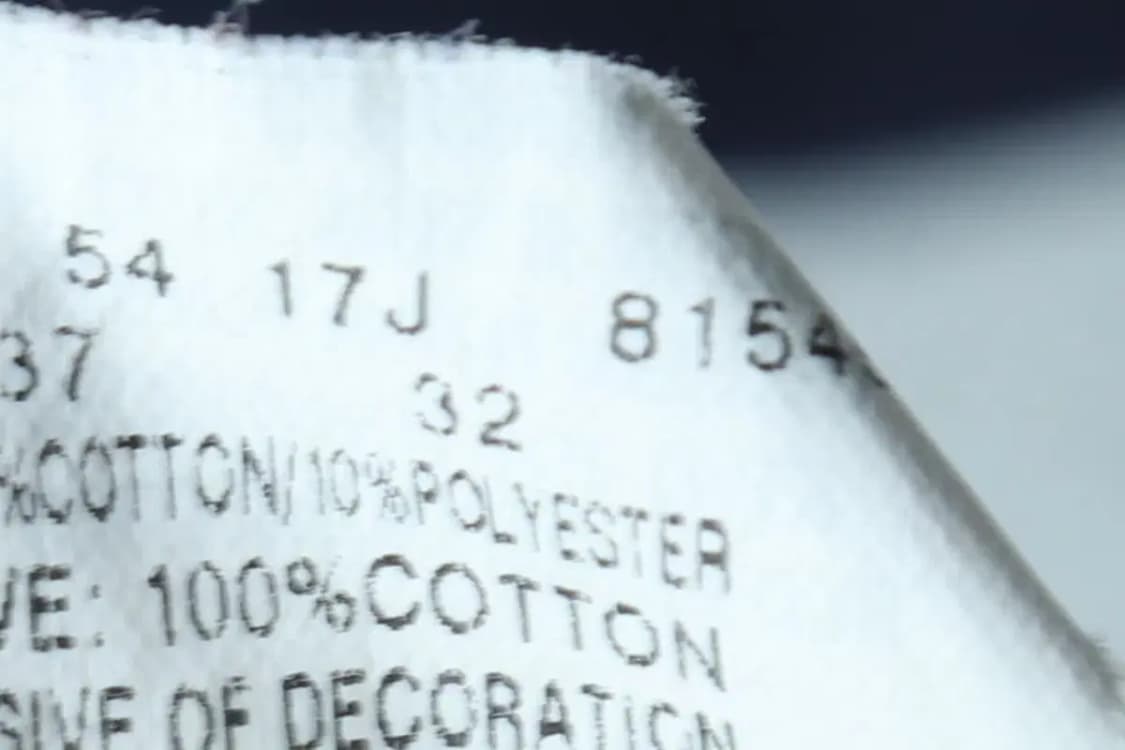 54 17J 8154
37 32
%COTTON/10%POLYESTER
VE: 100%COTTON
SIVE OF DECORATION